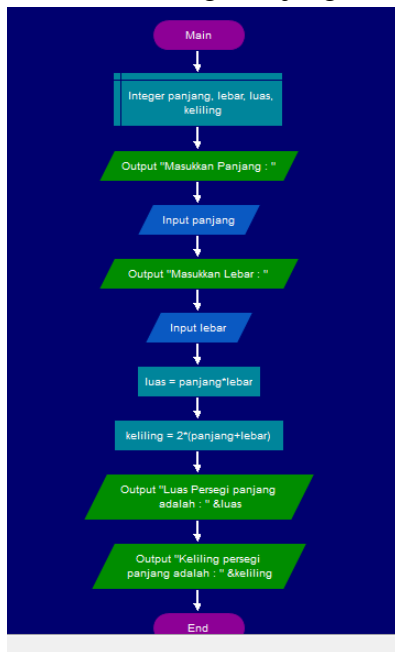 Main
Integer panjang, lebar, luas,
keliling
Output "Masukkan Panjang : "
Input panjang
Output "Masukkan Lebar : "
Input lebar
luas = panjang*lebar
keliling = 2*(panjang+lebar)
Output "Luas Persegi panjang
adalah : " &luas
Output "Keliling persegi
panjang adalah : " &keliling
End